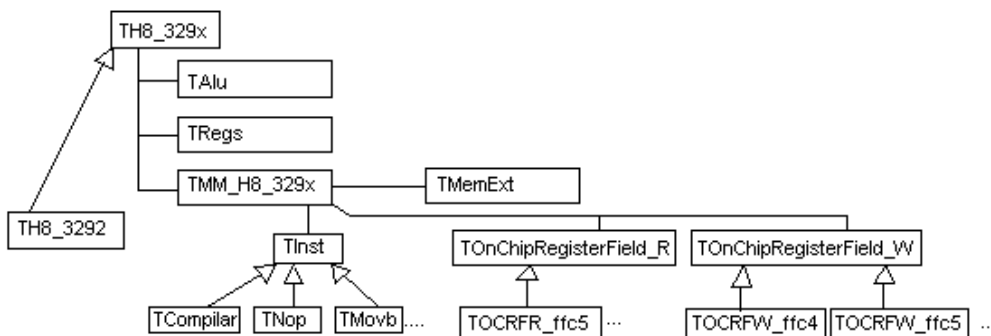 TH8_329x
TAlu
TRegs
TMM_H8_329x
TMemExt
TH8_3292
TInst
TOnChipRegisterField_R
TOnChipRegisterField_W
TCompilar
TNop
TMovb....
TOCRFR_ffc5 ...
TOCRFW_ffc4
TOCRFW_ffc5 ...